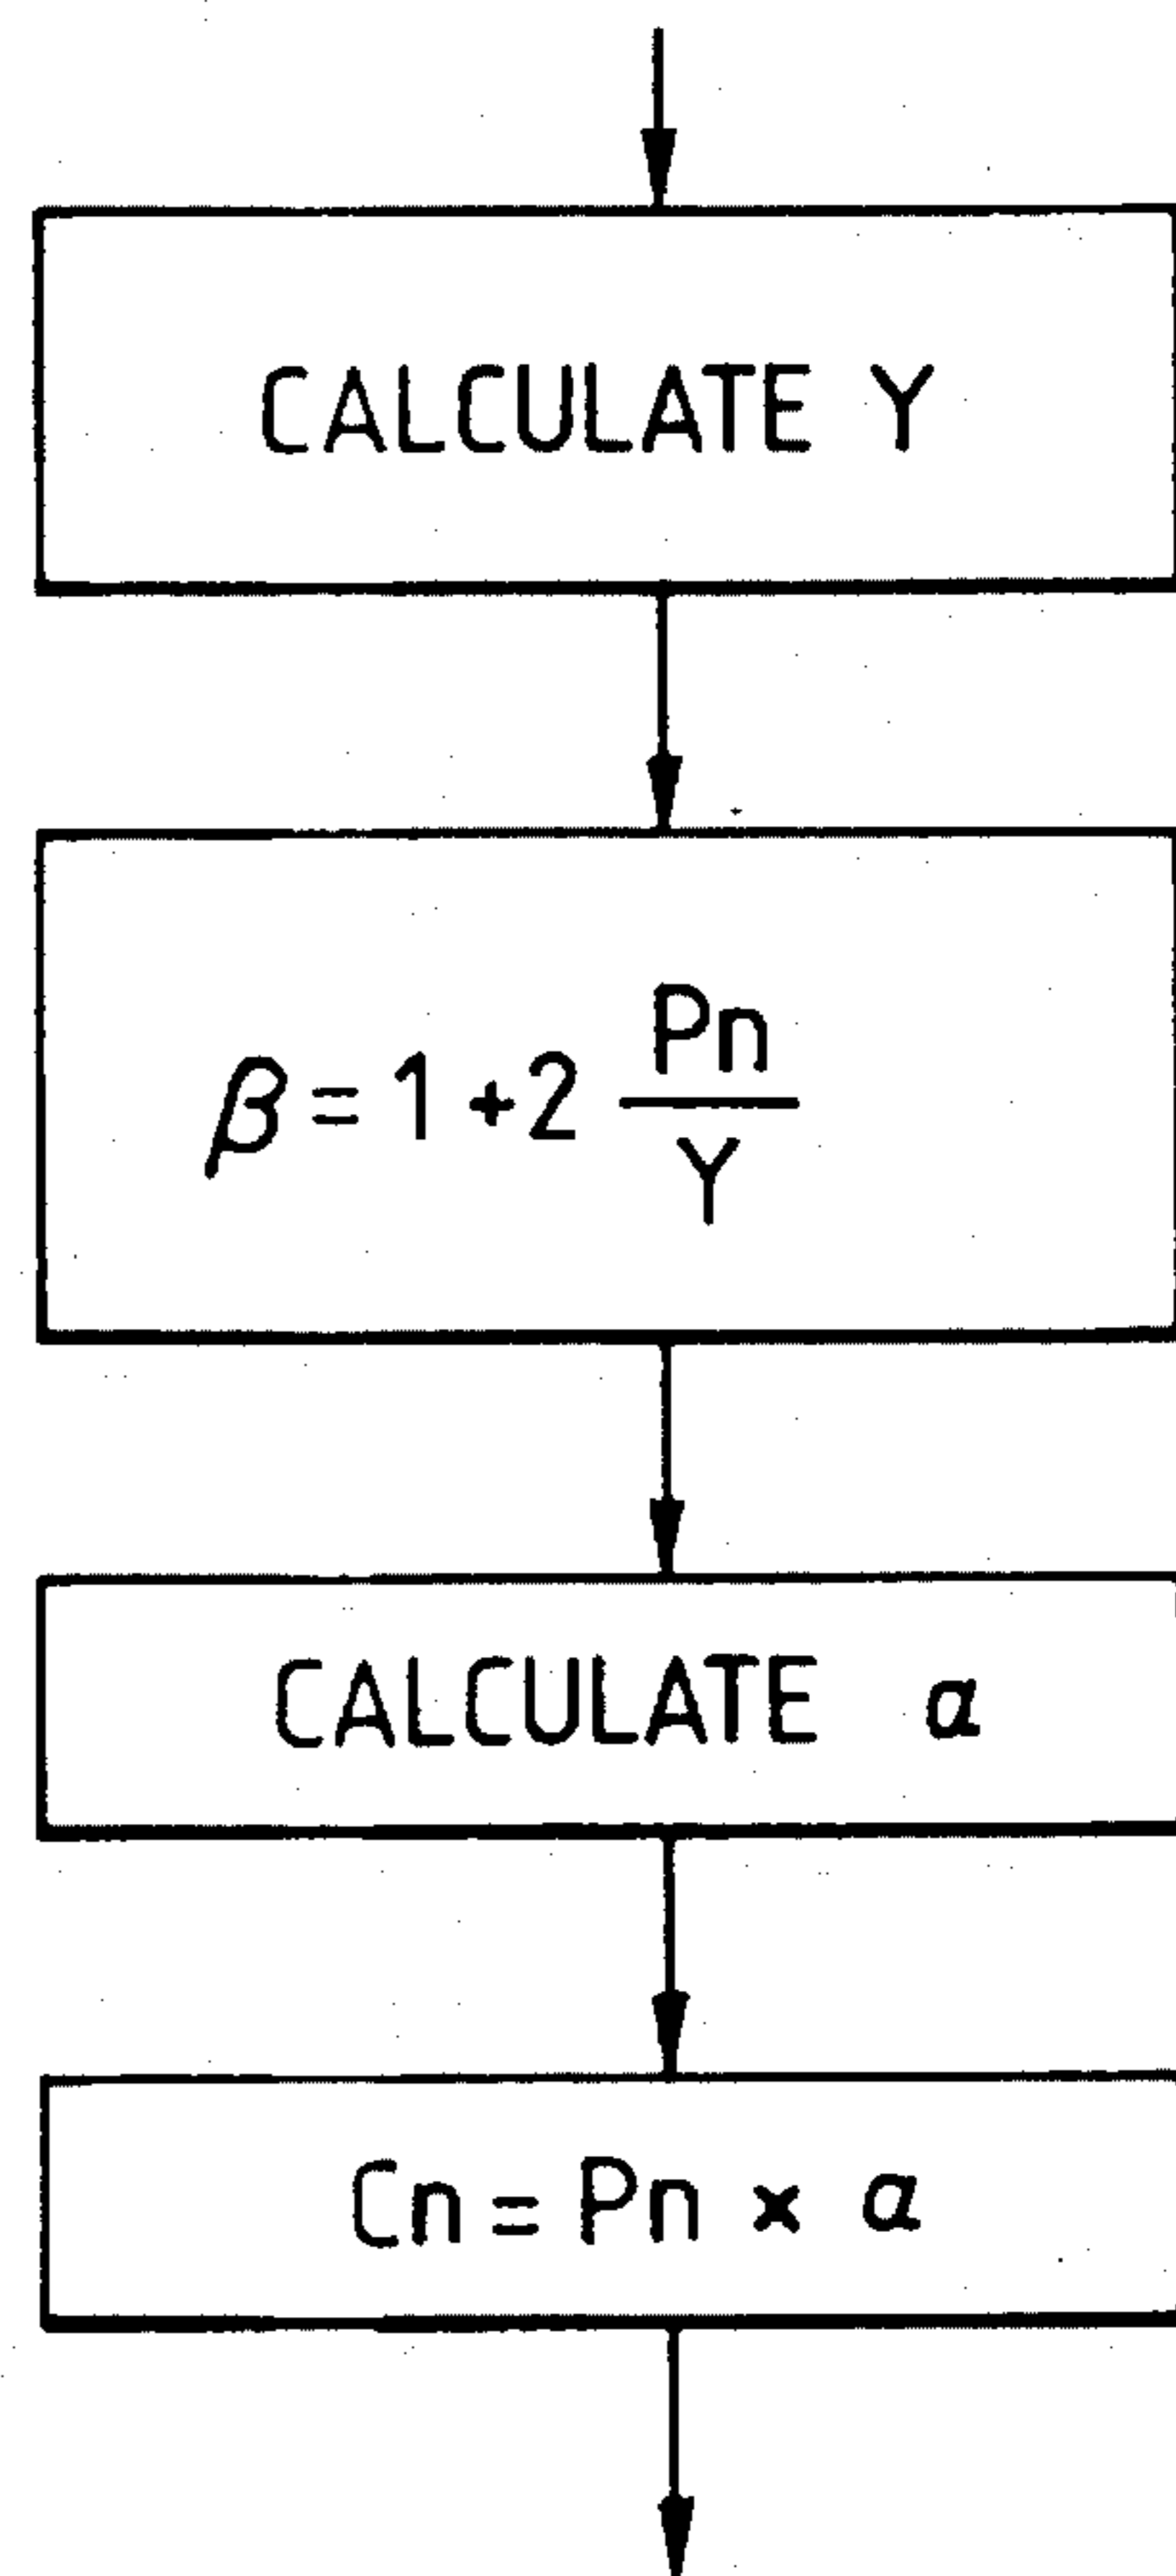 CALCULATE Y
β = 1 + 2 Pn/Y
CALCULATE α
Cn = Pn × α